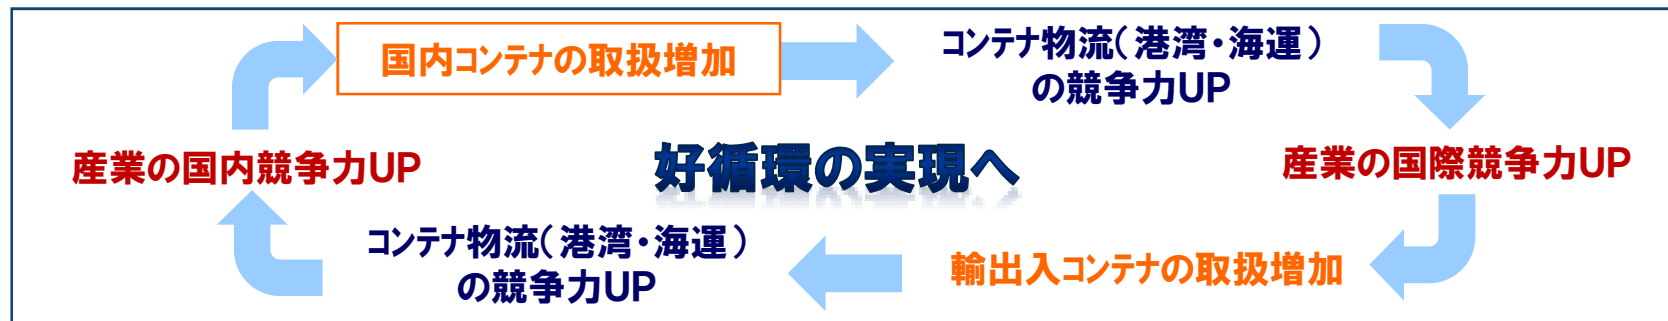 国内コンテナの取扱増加
コンテナ物流(港湾・海運)
の競争力UP
産業の国内競争力UP
好循環の実現へ
産業の国際競争力UP
コンテナ物流(港湾・海運)
の競争力UP
輸出入コンテナの取扱増加